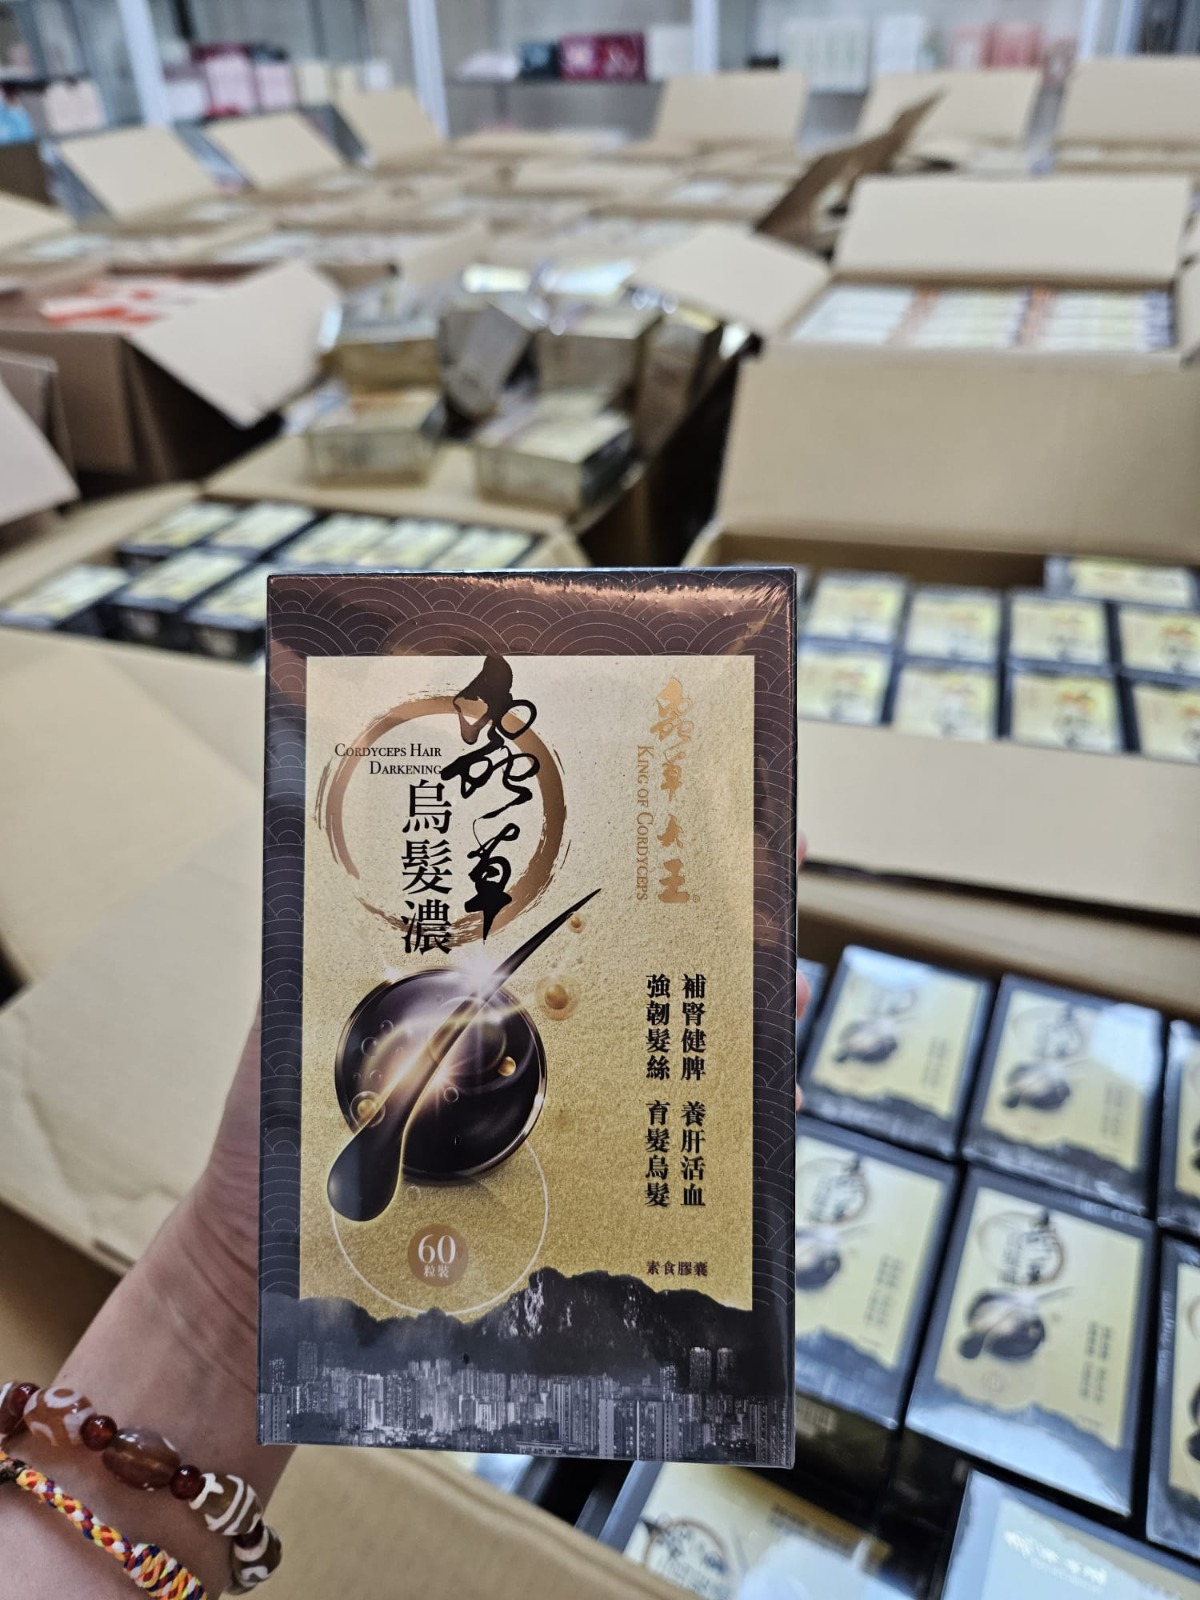 CORDYCEPS HAIR
DARKENING
蟲草
烏髮濃
蟲草大王
KING OF CORDYCEPS
補腎健脾 養肝活血
強韌髮絲 育髮烏髮
60
粒裝
素食膠囊